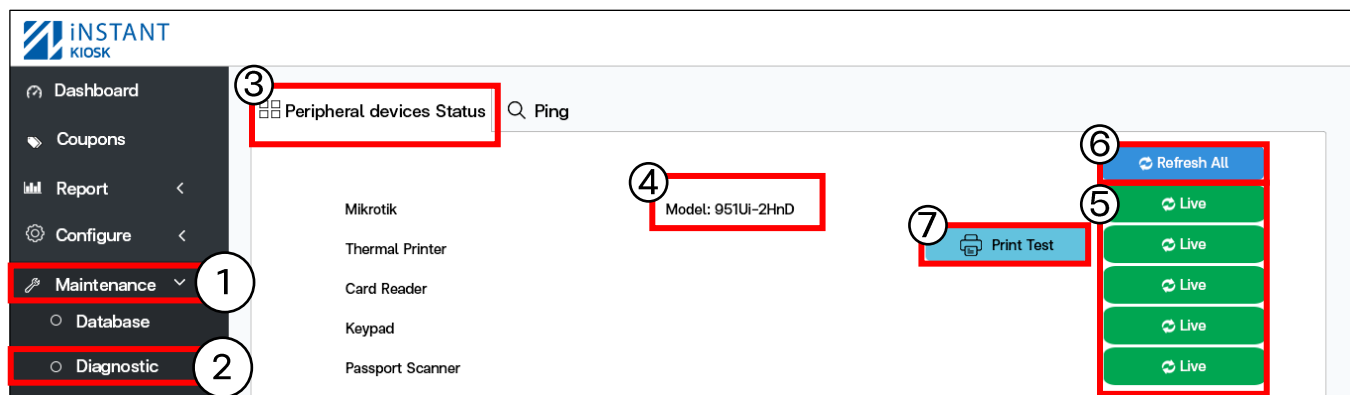 iNSTANT
KIOSK
Dashboard
Coupons
Report
Configure
Maintenance
1
Database
Diagnostic
2
3
Peripheral devices Status
Ping
6
Refresh All
Mikrotik
4
Model: 951Ui-2HnD
5
Live
Thermal Printer
7
Print Test
Live
Card Reader
Live
Keypad
Live
Passport Scanner
Live